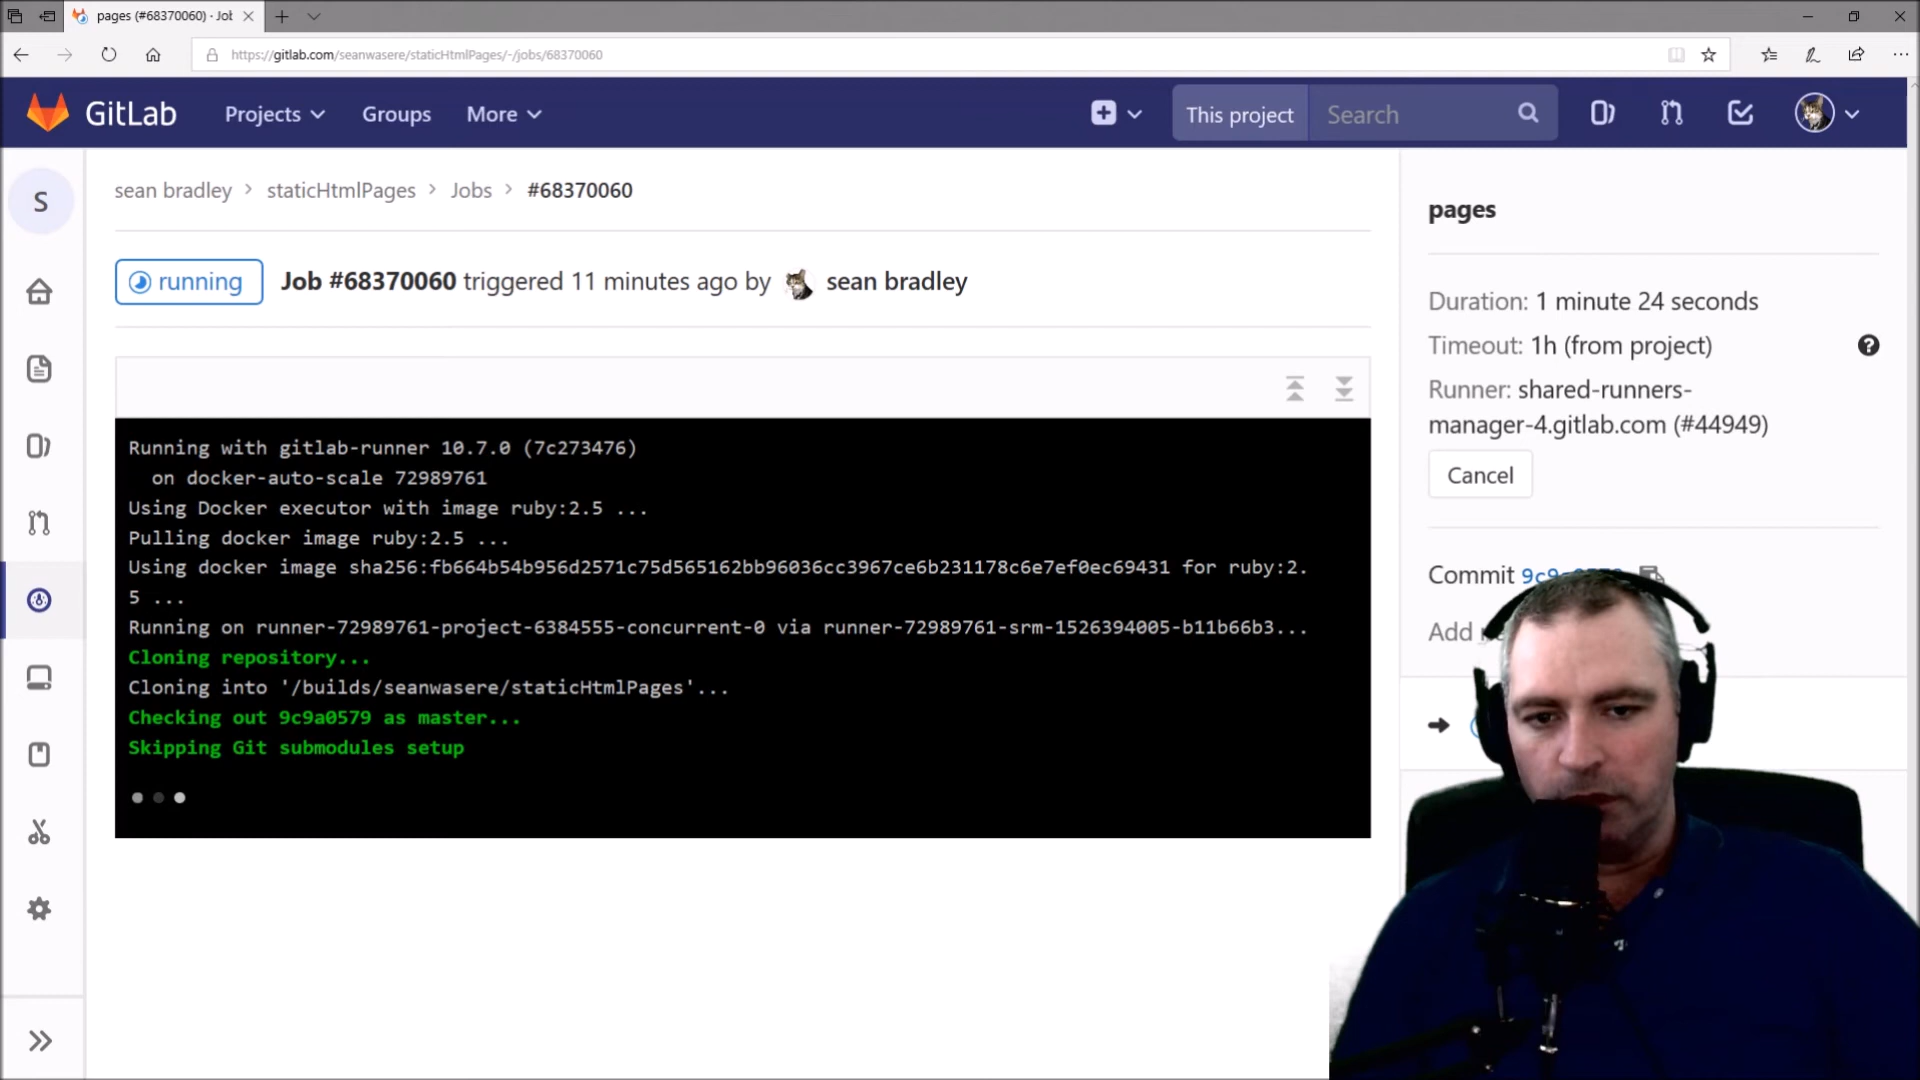 pages (#68370060) · Jol
https://gitlab.com/seanwasere/staticHtmlPages/-/jobs/68370060
GitLab Projects Groups More This project Search
S
sean bradley > staticHtmlPages > Jobs > #68370060
running Job #68370060 triggered 11 minutes ago by sean bradley
Running with gitlab-runner 10.7.0 (7c273476)
on docker-auto-scale 72989761
Using Docker executor with image ruby:2.5 ...
Pulling docker image ruby:2.5 ...
Using docker image sha256:fb664b54b956d2571c75d565162bb96036cc3967ce6b231178c6e7ef0ec69431 for ruby:2.
5 ...
Running on runner-72989761-project-6384555-concurrent-0 via runner-72989761-srm-1526394005-b11b66b3...
Cloning repository...
Cloning into '/builds/seanwasere/staticHtmlPages'...
Checking out 9c9a0579 as master...
Skipping Git submodules setup
pages
Duration: 1 minute 24 seconds
Timeout: 1h (from project)
Runner: shared-runners-
manager-4.gitlab.com (#44949)
Cancel
Commit
Add